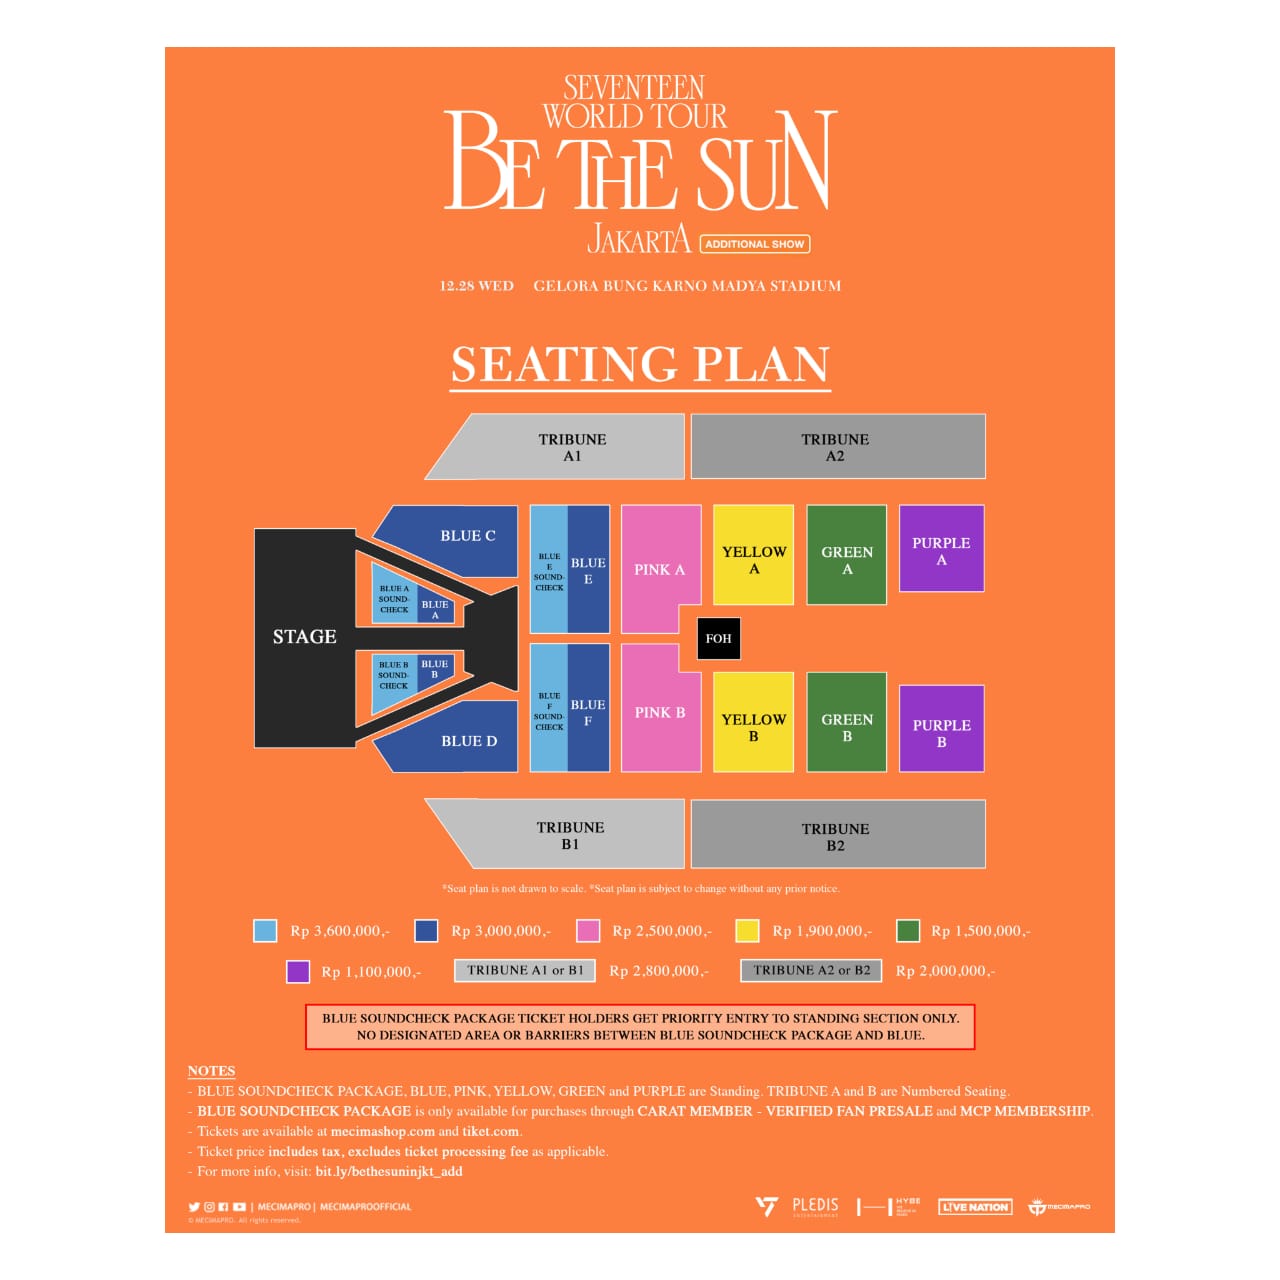 SEVENTEEN
WORLD TOUR
BE THE SUN
JAKARTA ADDITIONAL SHOW
12.28 WED GELORA BUNG KARNO MADYA STADIUM
SEATING PLAN
TRIBUNE
A1
TRIBUNE
A2
STAGE
BLUE C
BLUE A
SOUND-
CHECK
BLUE
A
BLUE B
SOUND-
CHECK
BLUE
B
BLUE D
BLUE
E
SOUND-
CHECK
BLUE
E
BLUE
F
SOUND-
CHECK
BLUE
F
PINK A
PINK B
FOH
YELLOW
A
YELLOW
B
GREEN
A
GREEN
B
PURPLE
A
PURPLE
B
TRIBUNE
B1
TRIBUNE
B2
*Seat plan is not drawn to scale. *Seat plan is subject to change without any prior notice.
Rp 3,600,000,- Rp 3,000,000,- Rp 2,500,000,- Rp 1,900,000,- Rp 1,500,000,-
Rp 1,100,000,- TRIBUNE A1 or B1 Rp 2,800,000,- TRIBUNE A2 or B2 Rp 2,000,000,-
BLUE SOUNDCHECK PACKAGE TICKET HOLDERS GET PRIORITY ENTRY TO STANDING SECTION ONLY.
NO DESIGNATED AREA OR BARRIERS BETWEEN BLUE SOUNDCHECK PACKAGE AND BLUE.
NOTES
- BLUE SOUNDCHECK PACKAGE, BLUE, PINK, YELLOW, GREEN and PURPLE are Standing. TRIBUNE A and B are Numbered Seating.
- BLUE SOUNDCHECK PACKAGE is only available for purchases through CARAT MEMBER - VERIFIED FAN PRESALE and MCP MEMBERSHIP.
- Tickets are available at mecimashop.com and tiket.com.
- Ticket price includes tax, excludes ticket processing fee as applicable.
- For more info, visit: bit.ly/bethesuninjkt_add
| MECIMAPRO | MECIMAPROOFFICIAL
© MECIMAPRO. All rights reserved.
PLEDIS
ENTERTAINMENT
HYBE
LIVE NATION
MECIMAPRO